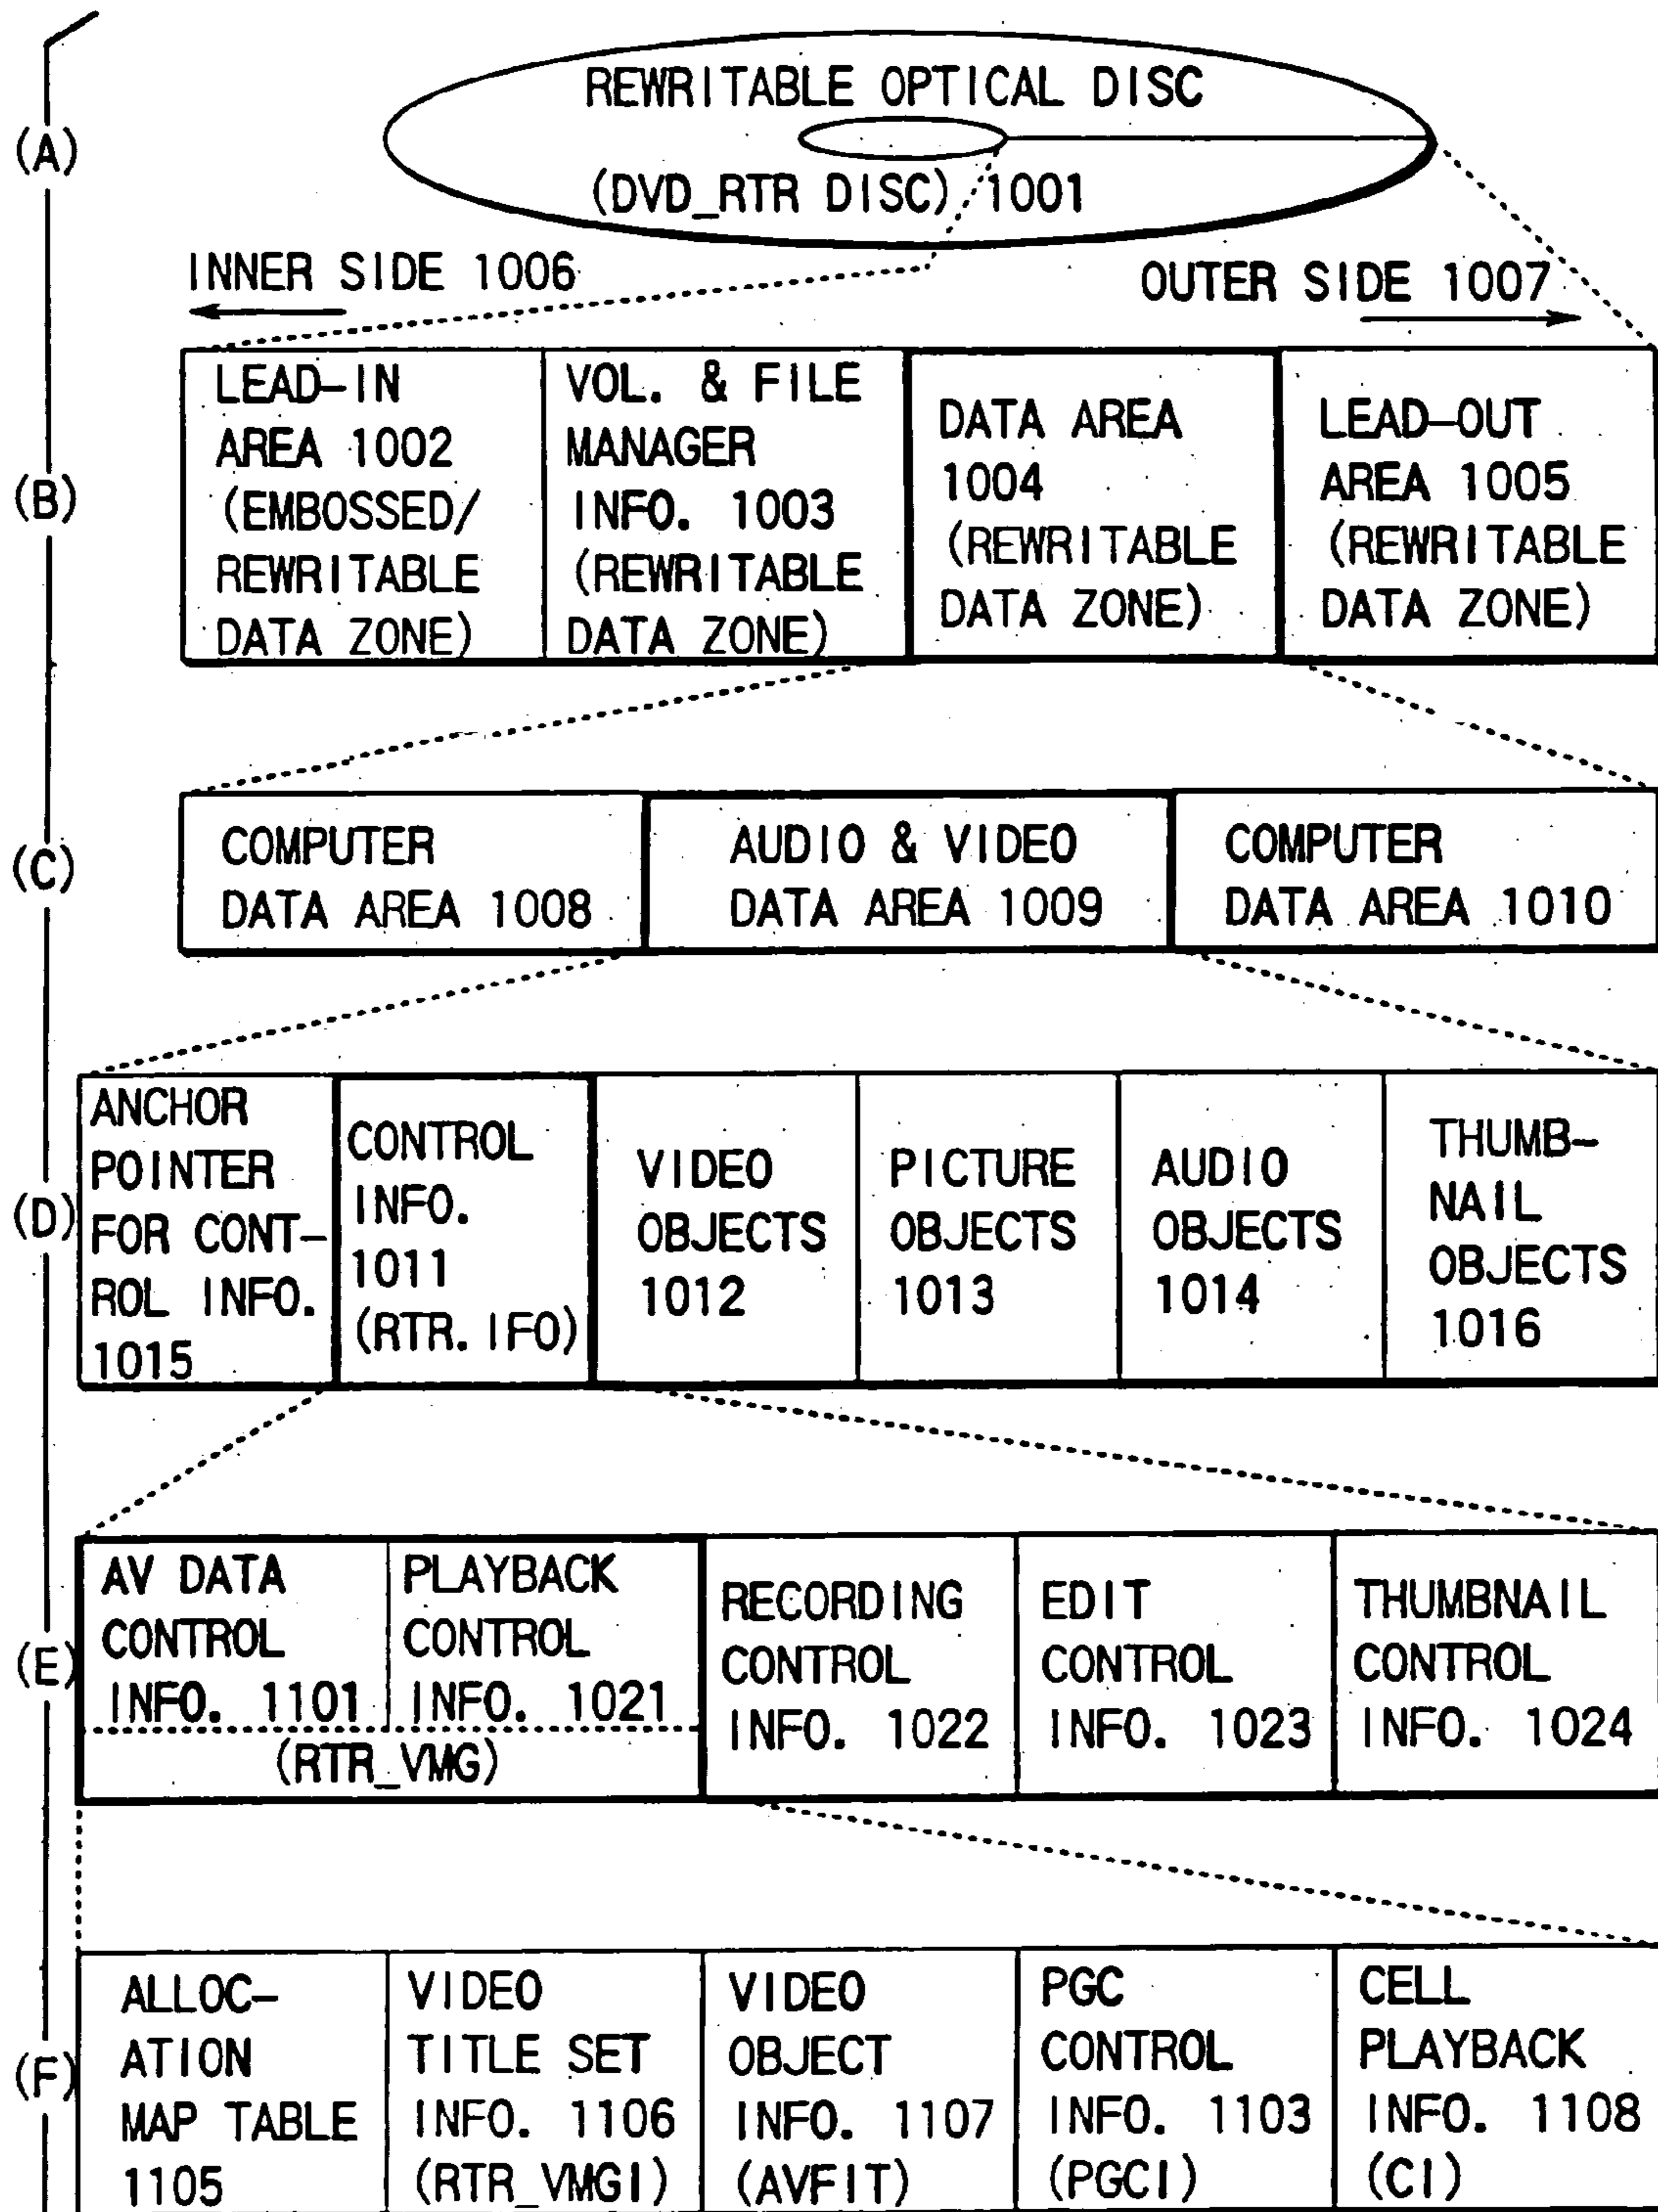 (A)
REWRITABLE OPTICAL DISC
(DVD_RTR DISC) 1001
INNER SIDE 1006
OUTER SIDE 1007
(B)
LEAD-IN
AREA 1002
(EMBOSSED/
REWRITABLE
DATA ZONE)
VOL. & FILE
MANAGER
INFO. 1003
(REWRITABLE
DATA ZONE)
DATA AREA
1004
(REWRITABLE
DATA ZONE)
LEAD-OUT
AREA 1005
(REWRITABLE
DATA ZONE)
(C)
COMPUTER
DATA AREA 1008
AUDIO & VIDEO
DATA AREA 1009
COMPUTER
DATA AREA 1010
(D)
ANCHOR
POINTER
FOR CONT-
ROL INFO.
1015
CONTROL
INFO.
1011
(RTR. IFO)
VIDEO
OBJECTS
1012
PICTURE
OBJECTS
1013
AUDIO
OBJECTS
1014
THUMB-
NAIL
OBJECTS
1016
(E)
AV DATA
CONTROL
INFO. 1101
PLAYBACK
CONTROL
INFO. 1021
(RTR_VMG)
RECORDING
CONTROL
INFO. 1022
EDIT
CONTROL
INFO. 1023
THUMBNAIL
CONTROL
INFO. 1024
(F)
ALLOC-
ATION
MAP TABLE
1105
VIDEO
TITLE SET
INFO. 1106
(RTR_VMGI)
VIDEO
OBJECT
INFO. 1107
(AVFIT)
PGC
CONTROL
INFO. 1103
(PGCI)
CELL
PLAYBACK
INFO. 1108
(CI)